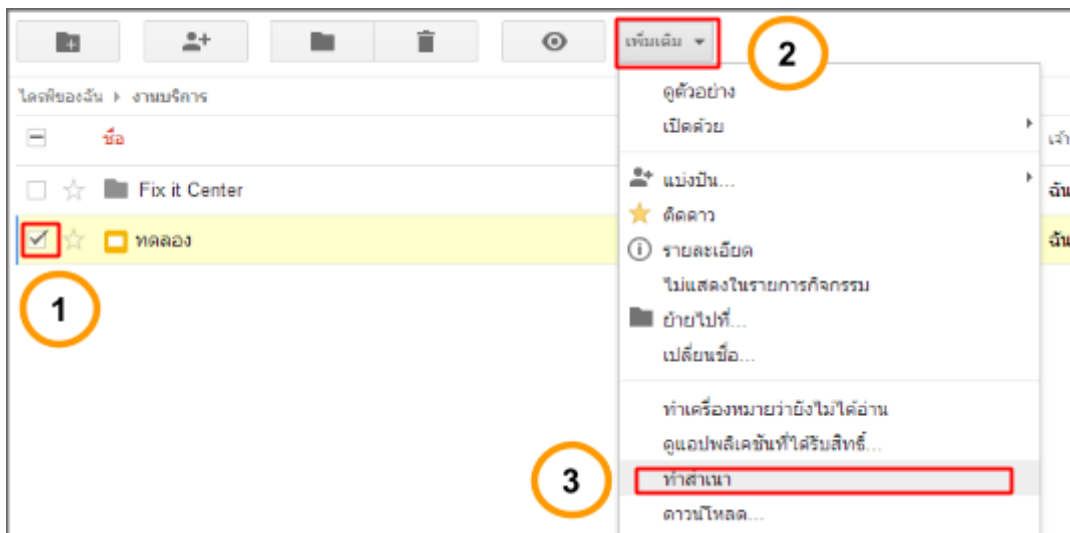 เพิ่มเติม
2
ไดรฟ์ของฉัน งานบริการ
ชื่อ
เจ้า
Fix it Center
ฉัน
ทดลอง
ฉัน
1
ดูตัวอย่าง
เปิดด้วย
แบ่งปัน...
ติดดาว
รายละเอียด
ไม่แสดงในรายการกิจกรรม
ย้ายไปที่...
เปลี่ยนชื่อ...
ทำเครื่องหมายว่ายังไม่ได้อ่าน
ดูแอปพลิเคชันที่ได้รับสิทธิ์...
3
ทำสำเนา
ดาวน์โหลด...